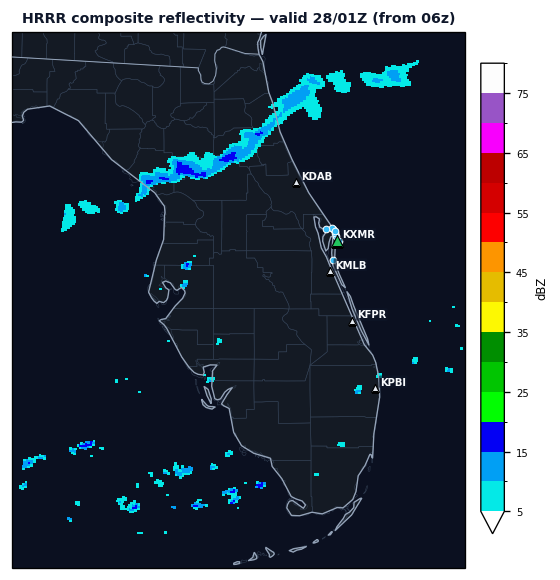 HRRR composite reflectivity — valid 28/01Z (from 06z)
KDAB
KXMR
KMLB
KFPR
KPBI
75
65
55
45
35
25
15
5
dBZ